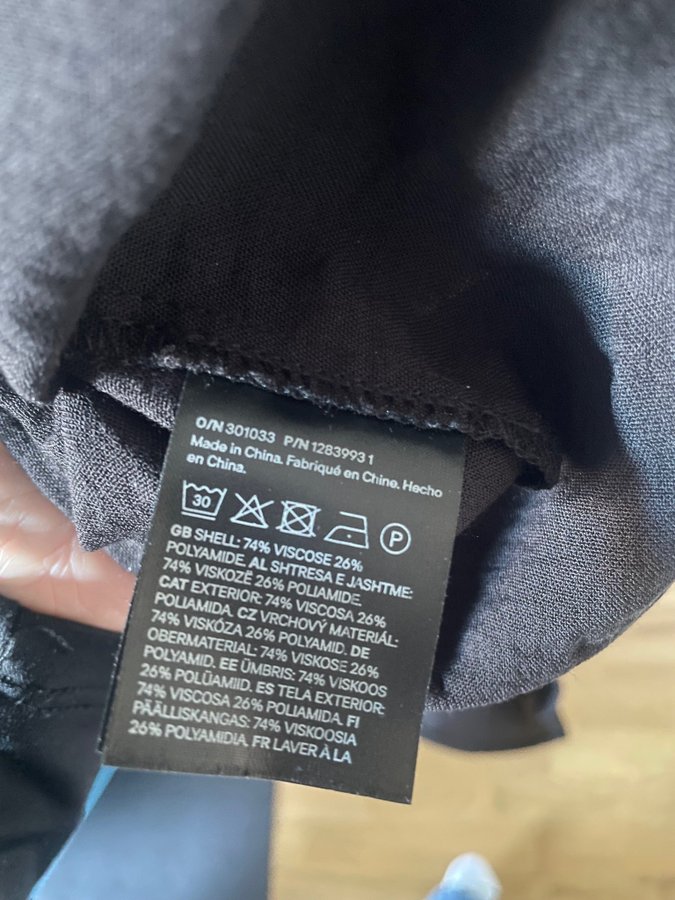 O/N 301033 P/N 1283993 1
Made in China. Fabriqué en Chine. Hecho
en China.
30
P
GB SHELL: 74% VISCOSE 26%
POLYAMIDE. AL SHTRESA E JASHTME:
74% VISKOZË 26% POLIAMIDE.
CAT EXTERIOR: 74% VISCOSA 26%
POLIAMIDA. CZ VRCHOVÝ MATERIÁL:
74% VISKÓZA 26% POLYAMID. DE
OBERMATERIAL: 74% VISKOSE 26%
POLYAMID. EE ÜMBRIS: 74% VISKOOS
26% POLÜAMIID. ES TELA EXTERIOR:
74% VISCOSA 26% POLIAMIDA. FI
PÄÄLLISKANGAS: 74% VISKOOSIA
26% POLYAMIDIA. FR LAVER À LA